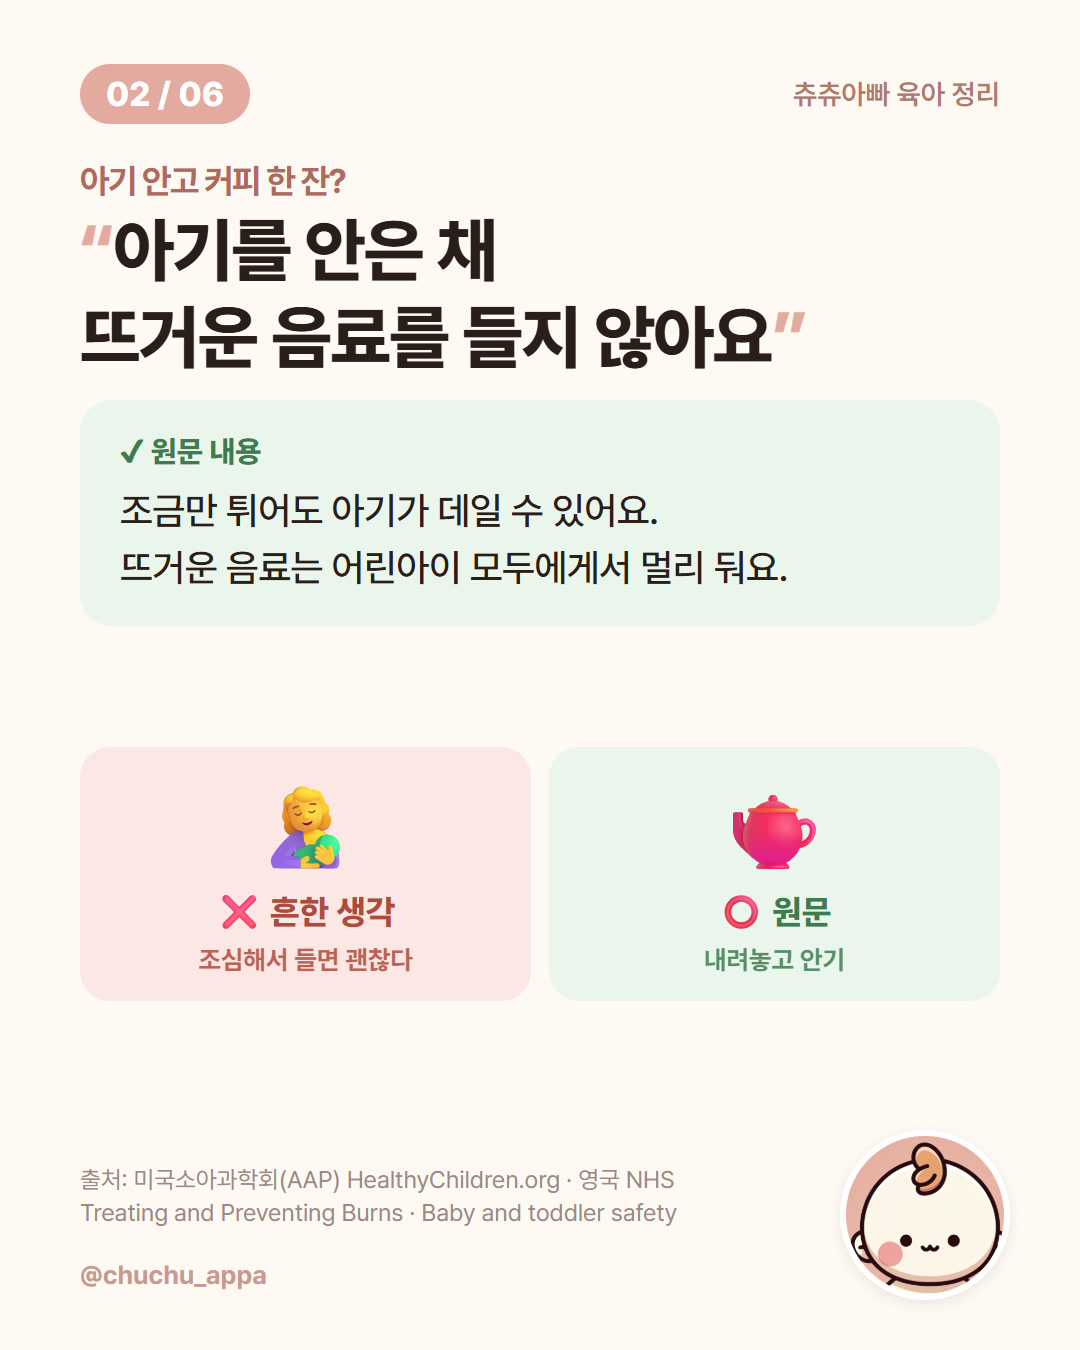 02 / 06
츄츄아빠 육아 정리
아기 안고 커피 한 잔?
“아기를 안은 채
뜨거운 음료를 들지 않아요”
✔ 원문 내용
조금만 튀어도 아기가 데일 수 있어요.
뜨거운 음료는 어린아이 모두에게서 멀리 둬요.
❌ 흔한 생각
조심해서 들면 괜찮다
⭕ 원문
내려놓고 안기
출처: 미국소아과학회(AAP) HealthyChildren.org · 영국 NHS
Treating and Preventing Burns · Baby and toddler safety
@chuchu_appa